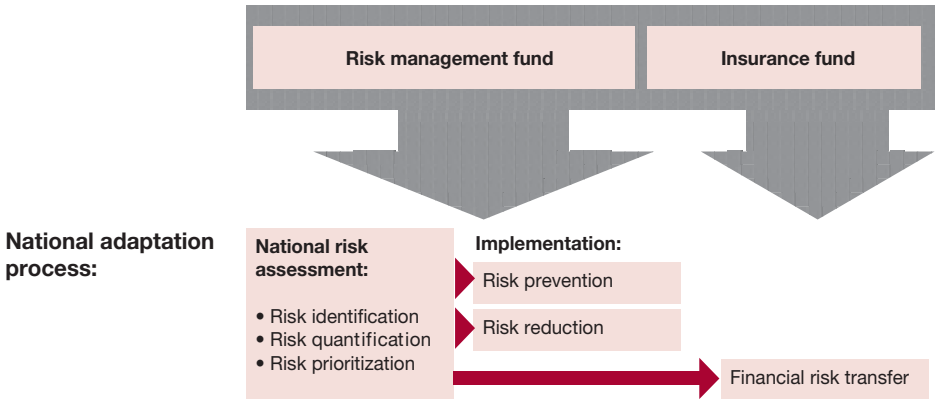 Risk management fund
Insurance fund
National adaptation
process:
National risk
assessment:
• Risk identification
• Risk quantification
• Risk prioritization
Implementation:
Risk prevention
Risk reduction
Financial risk transfer